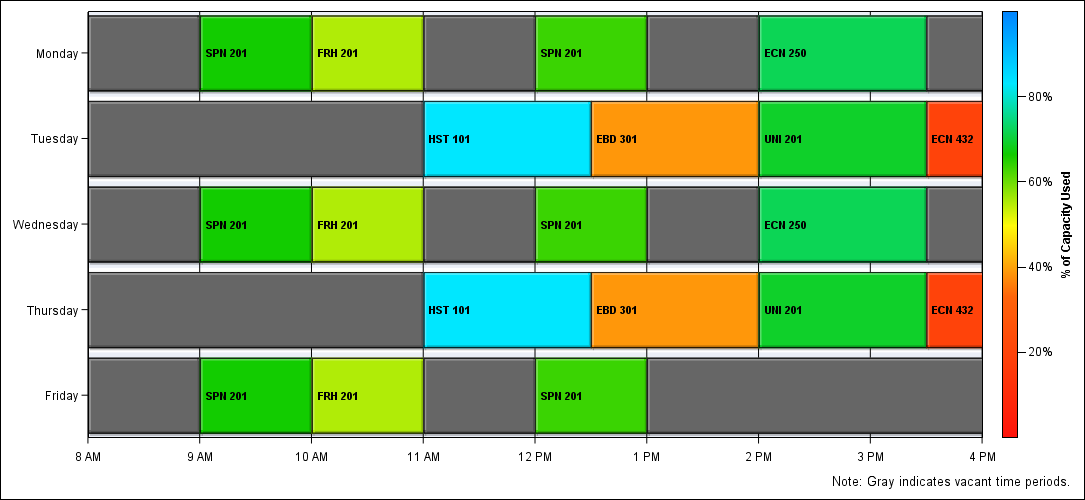 Monday SPN 201 FRH 201 SPN 201 ECN 250
80%
Tuesday HST 101 EBD 301 UNI 201 ECN 432
60%
Wednesday SPN 201 FRH 201 SPN 201 ECN 250
40%
Thursday HST 101 EBD 301 UNI 201 ECN 432
20%
Friday SPN 201 FRH 201 SPN 201
% of Capacity Used
8 AM 9 AM 10 AM 11 AM 12 PM 1 PM 2 PM 3 PM 4 PM
Note: Gray indicates vacant time periods.